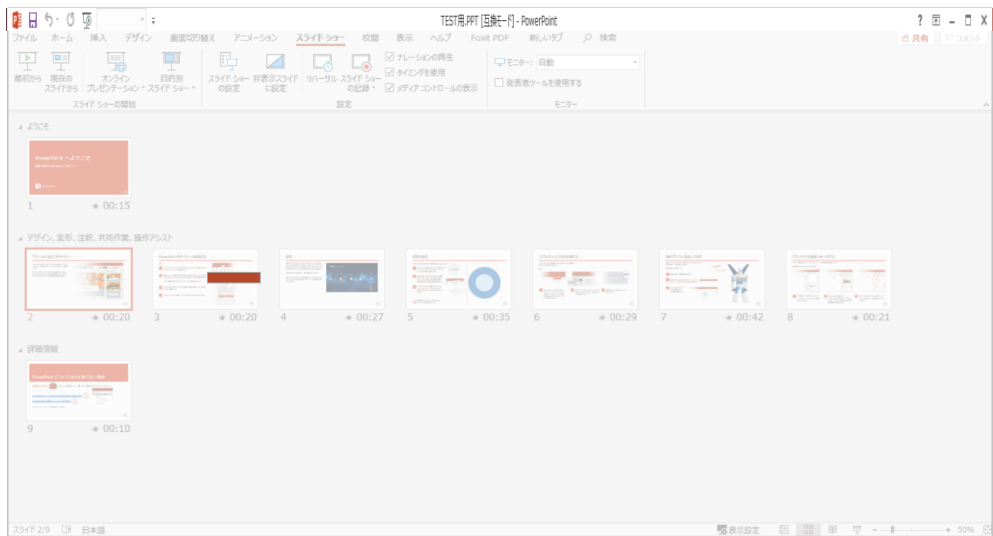 TEST用.PPT [互換モード] - PowerPoint
ファイル ホーム 挿入 デザイン 画面切り替え アニメーション スライド ショー 校閲 表示 ヘルプ Foxit PDF 新しいタブ 検索 共有 コメント
最初から 現在のスライドから オンライン プレゼンテーション 目的別 スライド ショー スライド ショーの設定 非表示スライドに設定 リハーサル スライド ショーの記録
ナレーションの再生
タイミングを使用
メディア コントロールの表示
モニター: 自動
発表者ツールを使用する
スライド ショーの開始 設定 モニター
ようこそ
PowerPoint へようこそ
1 00:15
デザイン、変形、注釈、共同作業、操作アシスト
2 00:20 3 00:20 4 00:27 5 00:35 6 00:29 7 00:42 8 00:21
詳細情報
9 00:10
スライド 2/9 日本語 表示設定 50%